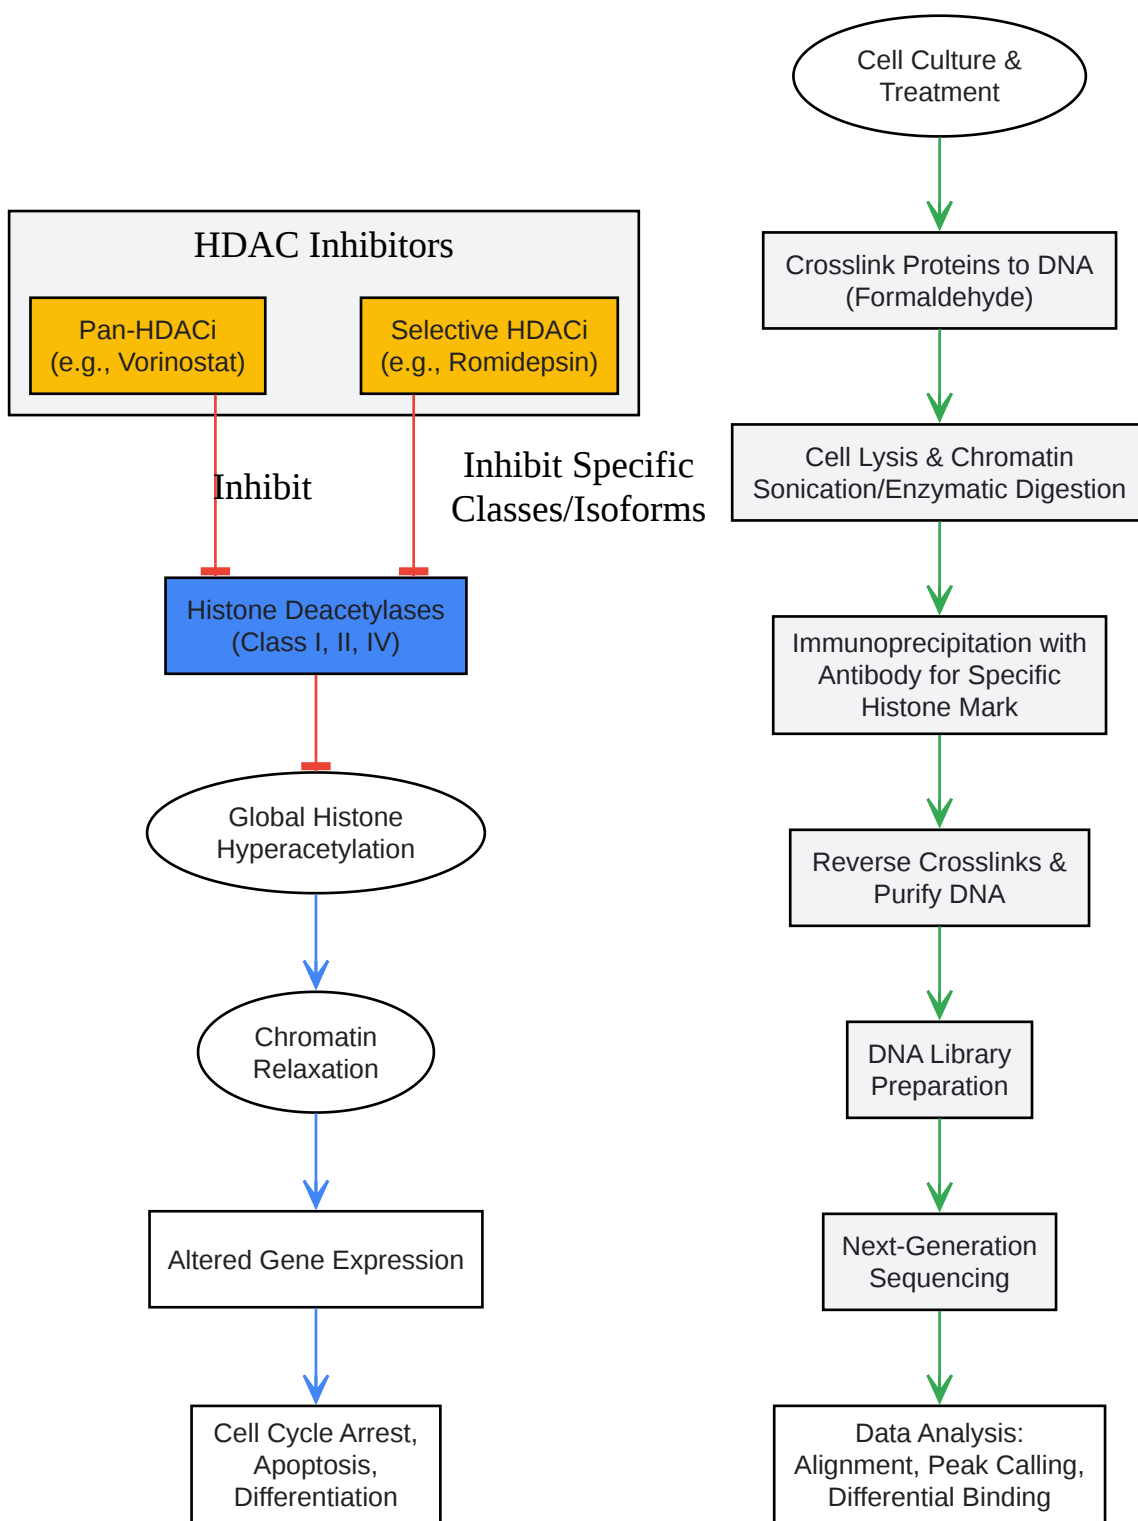 HDAC Inhibitors
Pan-HDACi
(e.g., Vorinostat)
Selective HDACi
(e.g., Romidepsin)
Inhibit
Inhibit Specific
Classes/Isoforms
Histone Deacetylases
(Class I, II, IV)
Global Histone
Hyperacetylation
Chromatin
Relaxation
Altered Gene Expression
Cell Cycle Arrest,
Apoptosis,
Differentiation
Cell Culture &
Treatment
Crosslink Proteins to DNA
(Formaldehyde)
Cell Lysis & Chromatin
Sonication/Enzymatic Digestion
Immunoprecipitation with
Antibody for Specific
Histone Mark
Reverse Crosslinks &
Purify DNA
DNA Library
Preparation
Next-Generation
Sequencing
Data Analysis:
Alignment, Peak Calling,
Differential Binding